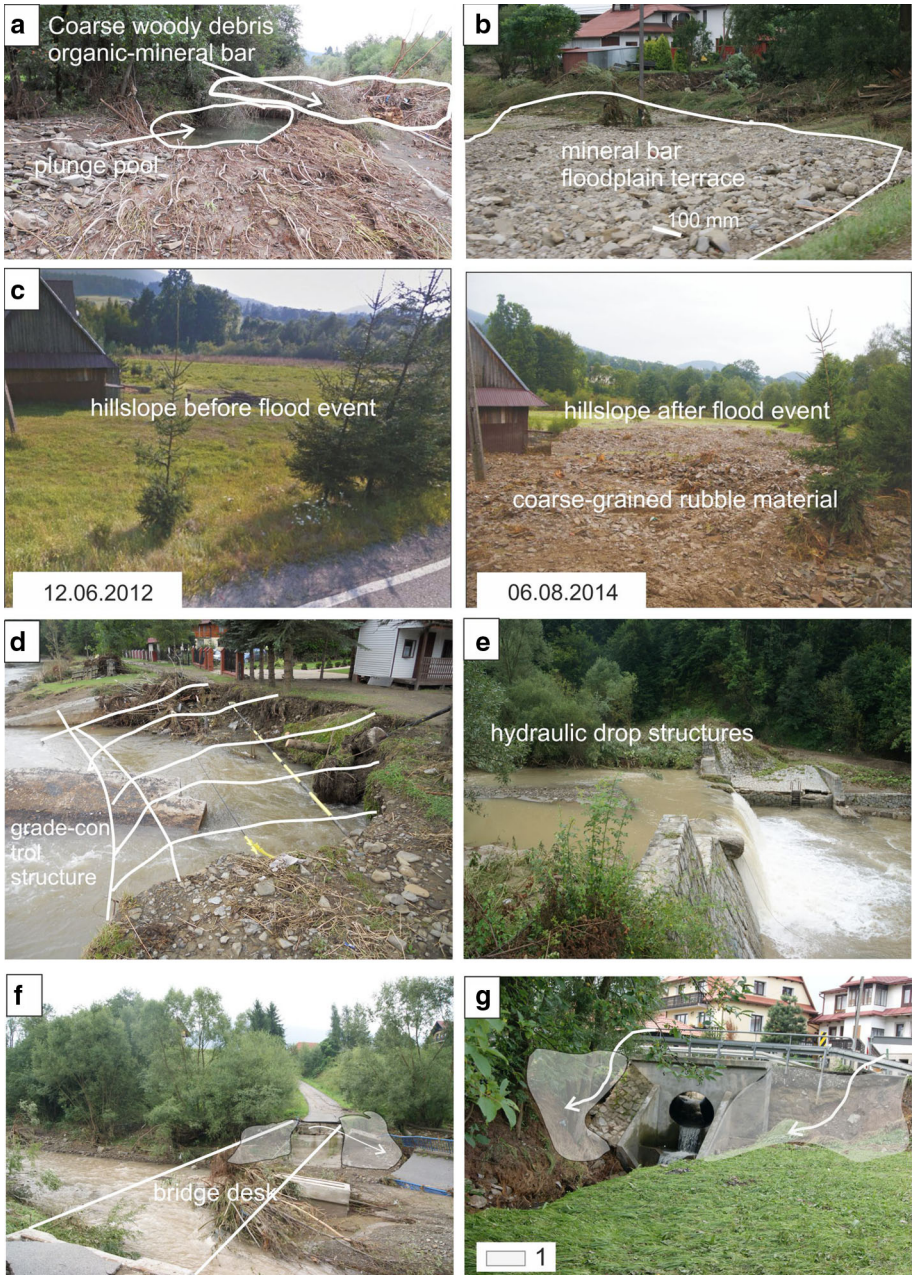 a
Coarse woody debris
organic-mineral bar
plunge pool
b
mineral bar
floodplain terrace
100 mm
c
hillslope before flood event
12.06.2012
hillslope after flood event
coarse-grained rubble material
06.08.2014
d
grade-con
trol
structure
e
hydraulic drop structures
f
bridge desk
g
1